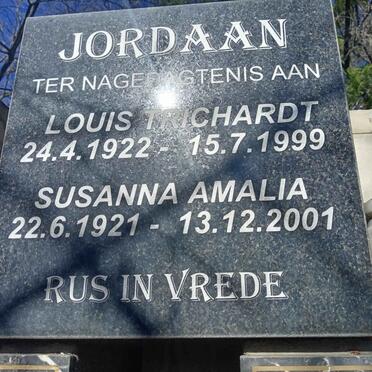 JORDAAN
TER NAGEDAGTENIS AAN
LOUIS TRICHARDT
24.4.1922 - 15.7.1999
SUSANNA AMALIA
22.6.1921 - 13.12.2001
RUS IN VREDE